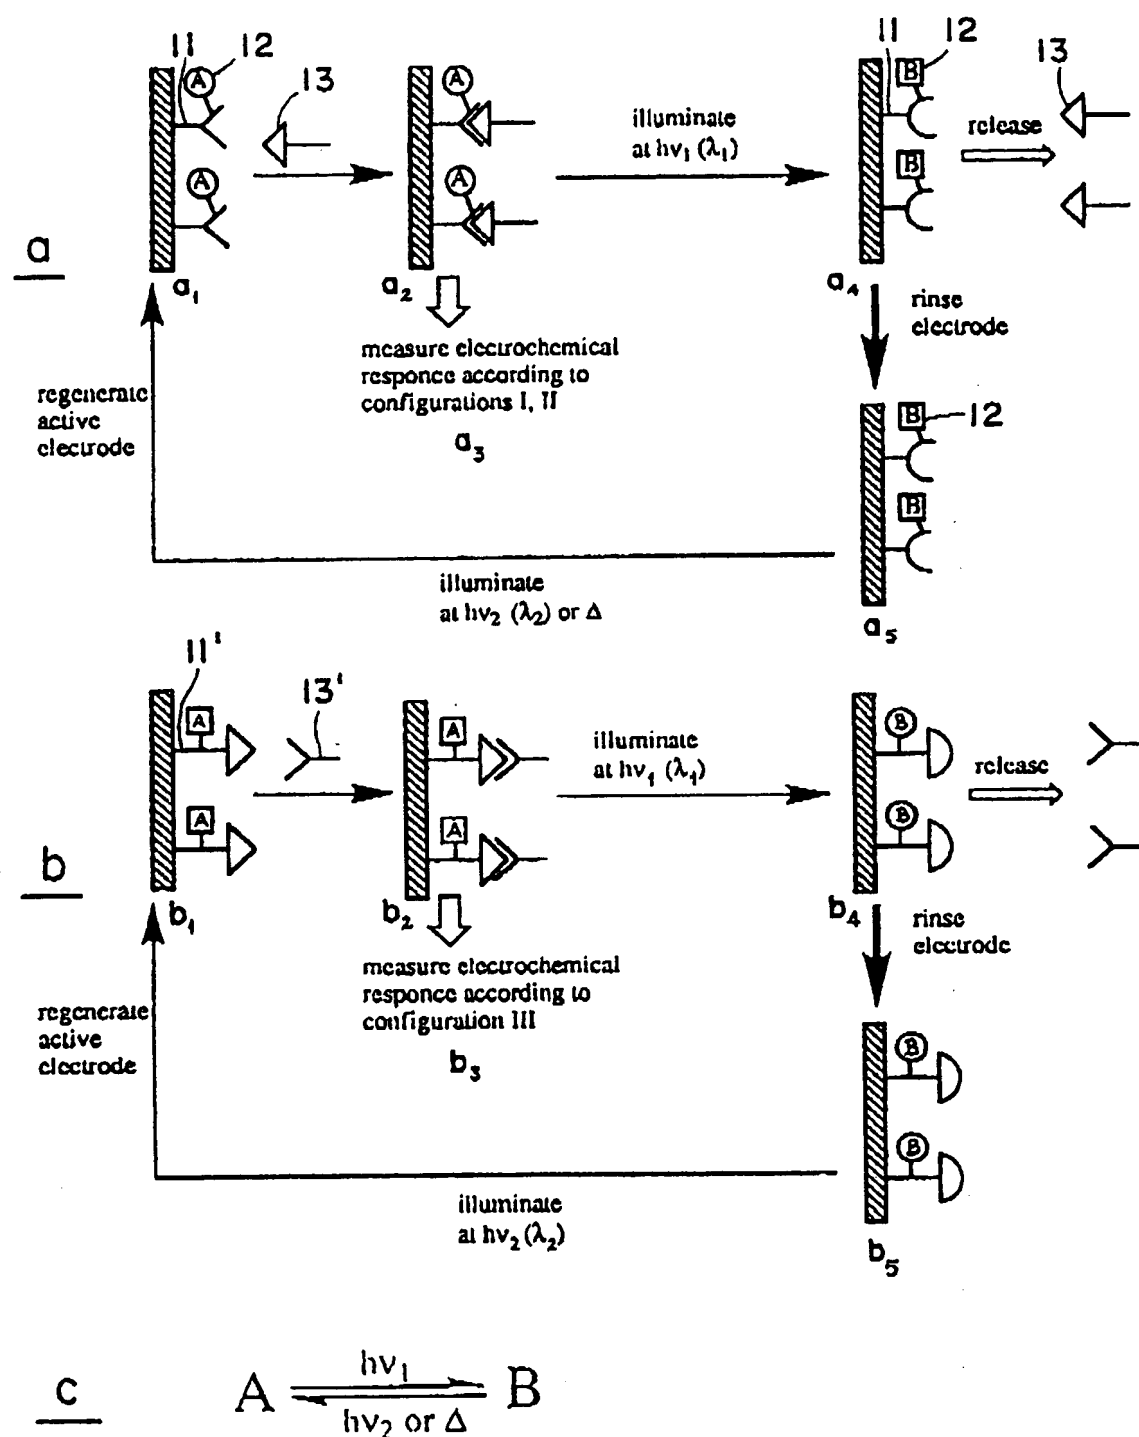 11 12
A
13
A
a
a₁
A
A
a₂
illuminate
at hν₁ (λ₁)
11 12
B
B
13
release
a₄
rinse
electrode
measure electrochemical
responce according to
configurations I, II
a₃
regenerate
active
electrode
B
12
B
a₅
illuminate
at hν₂ (λ₂) or Δ
11'
A
A
13'
b
b₁
A
A
b₂
illuminate
at hν₁ (λ₁)
B
B
release
b₄
rinse
electrode
measure electrochemical
responce according to
configuration III
b₃
regenerate
active
electrode
B
B
b₅
illuminate
at hν₂ (λ₂)
c
A
hν₁
hν₂ or Δ
B